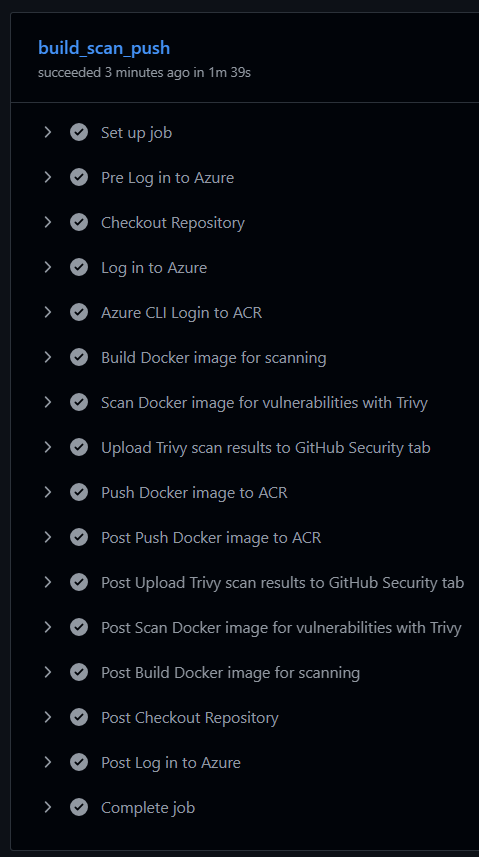 build_scan_push
succeeded 3 minutes ago in 1m 39s
Set up job
Pre Log in to Azure
Checkout Repository
Log in to Azure
Azure CLI Login to ACR
Build Docker image for scanning
Scan Docker image for vulnerabilities with Trivy
Upload Trivy scan results to GitHub Security tab
Push Docker image to ACR
Post Push Docker image to ACR
Post Upload Trivy scan results to GitHub Security tab
Post Scan Docker image for vulnerabilities with Trivy
Post Build Docker image for scanning
Post Checkout Repository
Post Log in to Azure
Complete job